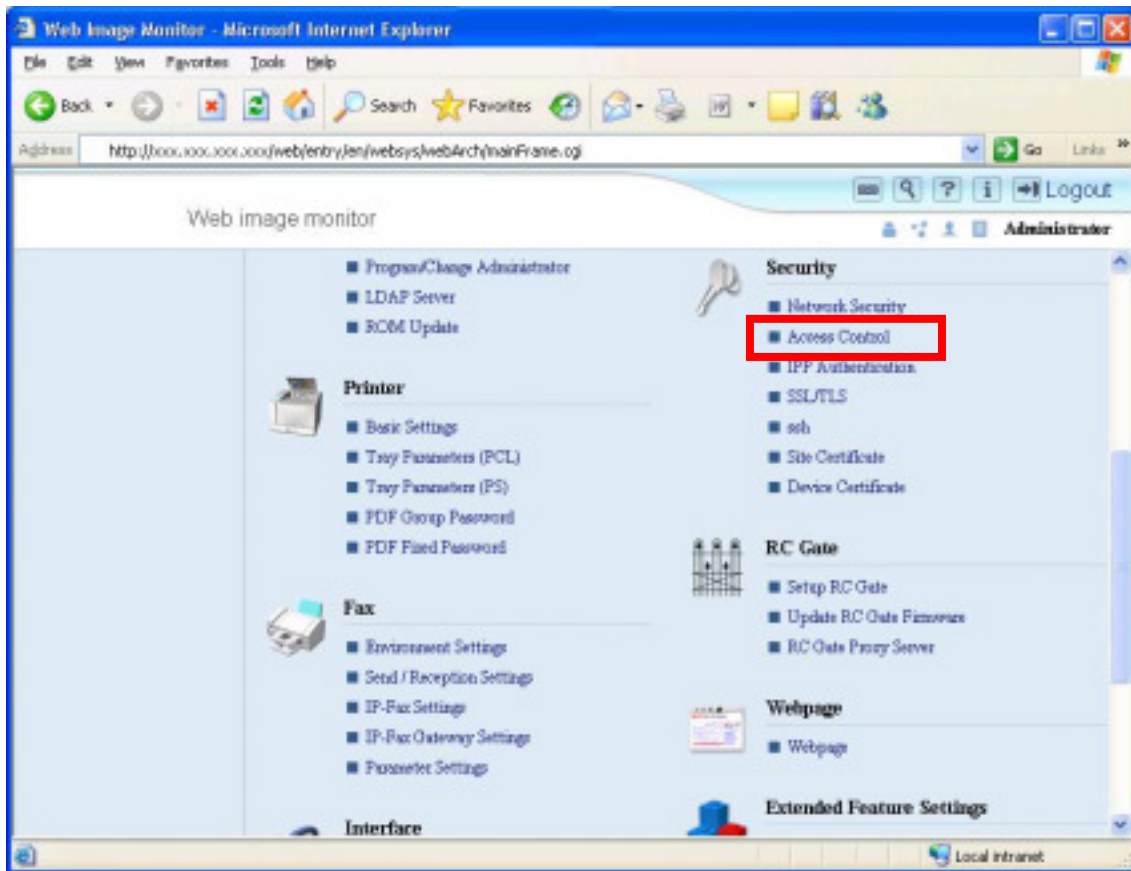 Web Image Monitor - Microsoft Internet Explorer
File Edit View Favorites Tools Help
Back Search Favorites
Address http://xxx.xxx.xxx.xxx/web/entry/en/websys/webArch/mainFrame.cgi Go Links »
? i Logout
Web image monitor
Administrator
Program/Change Administrator
LDAP Server
ROM Update
Printer
Basic Settings
Tray Parameters (PCL)
Tray Parameters (PS)
PDF Group Password
PDF Fixed Password
Fax
Environment Settings
Send / Reception Settings
IP-Fax Settings
IP-Fax Gateway Settings
Parameter Settings
Interface
Security
Network Security
Access Control
IPP Authentication
SSL/TLS
ssh
Site Certificate
Device Certificate
RC Gate
Setup RC Gate
Update RC Gate Firmware
RC Gate Proxy Server
Webpage
Webpage
Extended Feature Settings
Local intranet